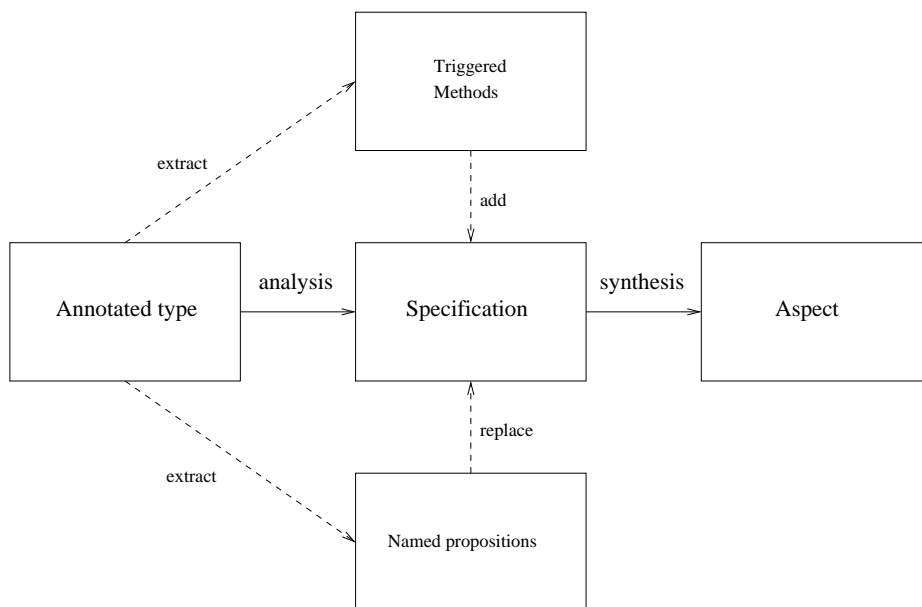 Triggered
Methods
extract
add
Annotated type
analysis
Specification
synthesis
Aspect
replace
extract
Named propositions